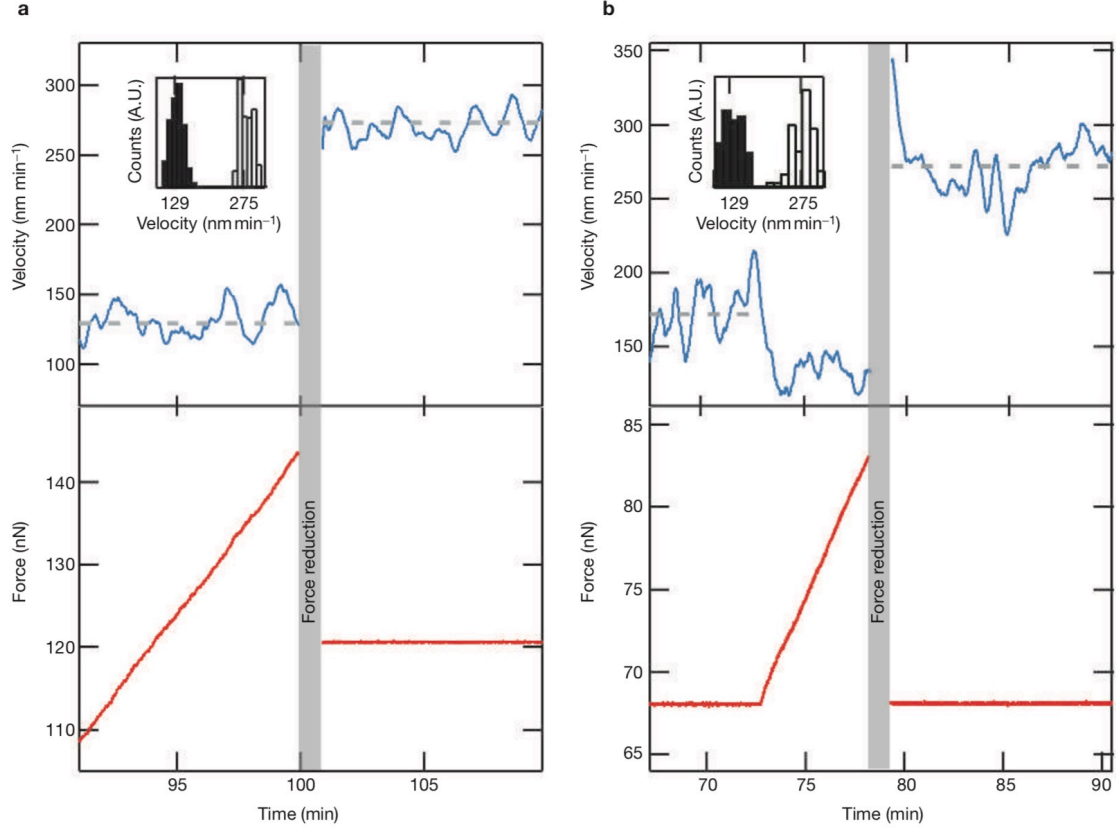 a
300
250
200
150
100
Velocity (nm min⁻¹)
Counts (A.U.)
129 275
Velocity (nm min⁻¹)
140
130
120
110
Force (nN)
Force reduction
95 100 105
Time (min)
b
350
300
250
200
150
Velocity (nm min⁻¹)
Counts (A.U.)
129 275
Velocity (nm min⁻¹)
85
80
75
70
65
Force (nN)
Force reduction
70 75 80 85 90
Time (min)